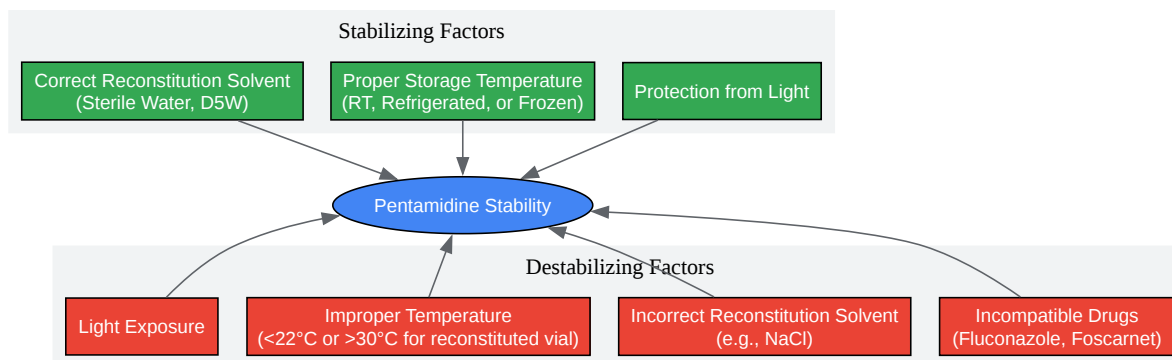 Stabilizing Factors
Correct Reconstitution Solvent
(Sterile Water, D5W)
Proper Storage Temperature
(RT, Refrigerated, or Frozen)
Protection from Light
Pentamidine Stability
Destabilizing Factors
Light Exposure
Improper Temperature
(<22°C or >30°C for reconstituted vial)
Incorrect Reconstitution Solvent
(e.g., NaCl)
Incompatible Drugs
(Fluconazole, Foscarnet)